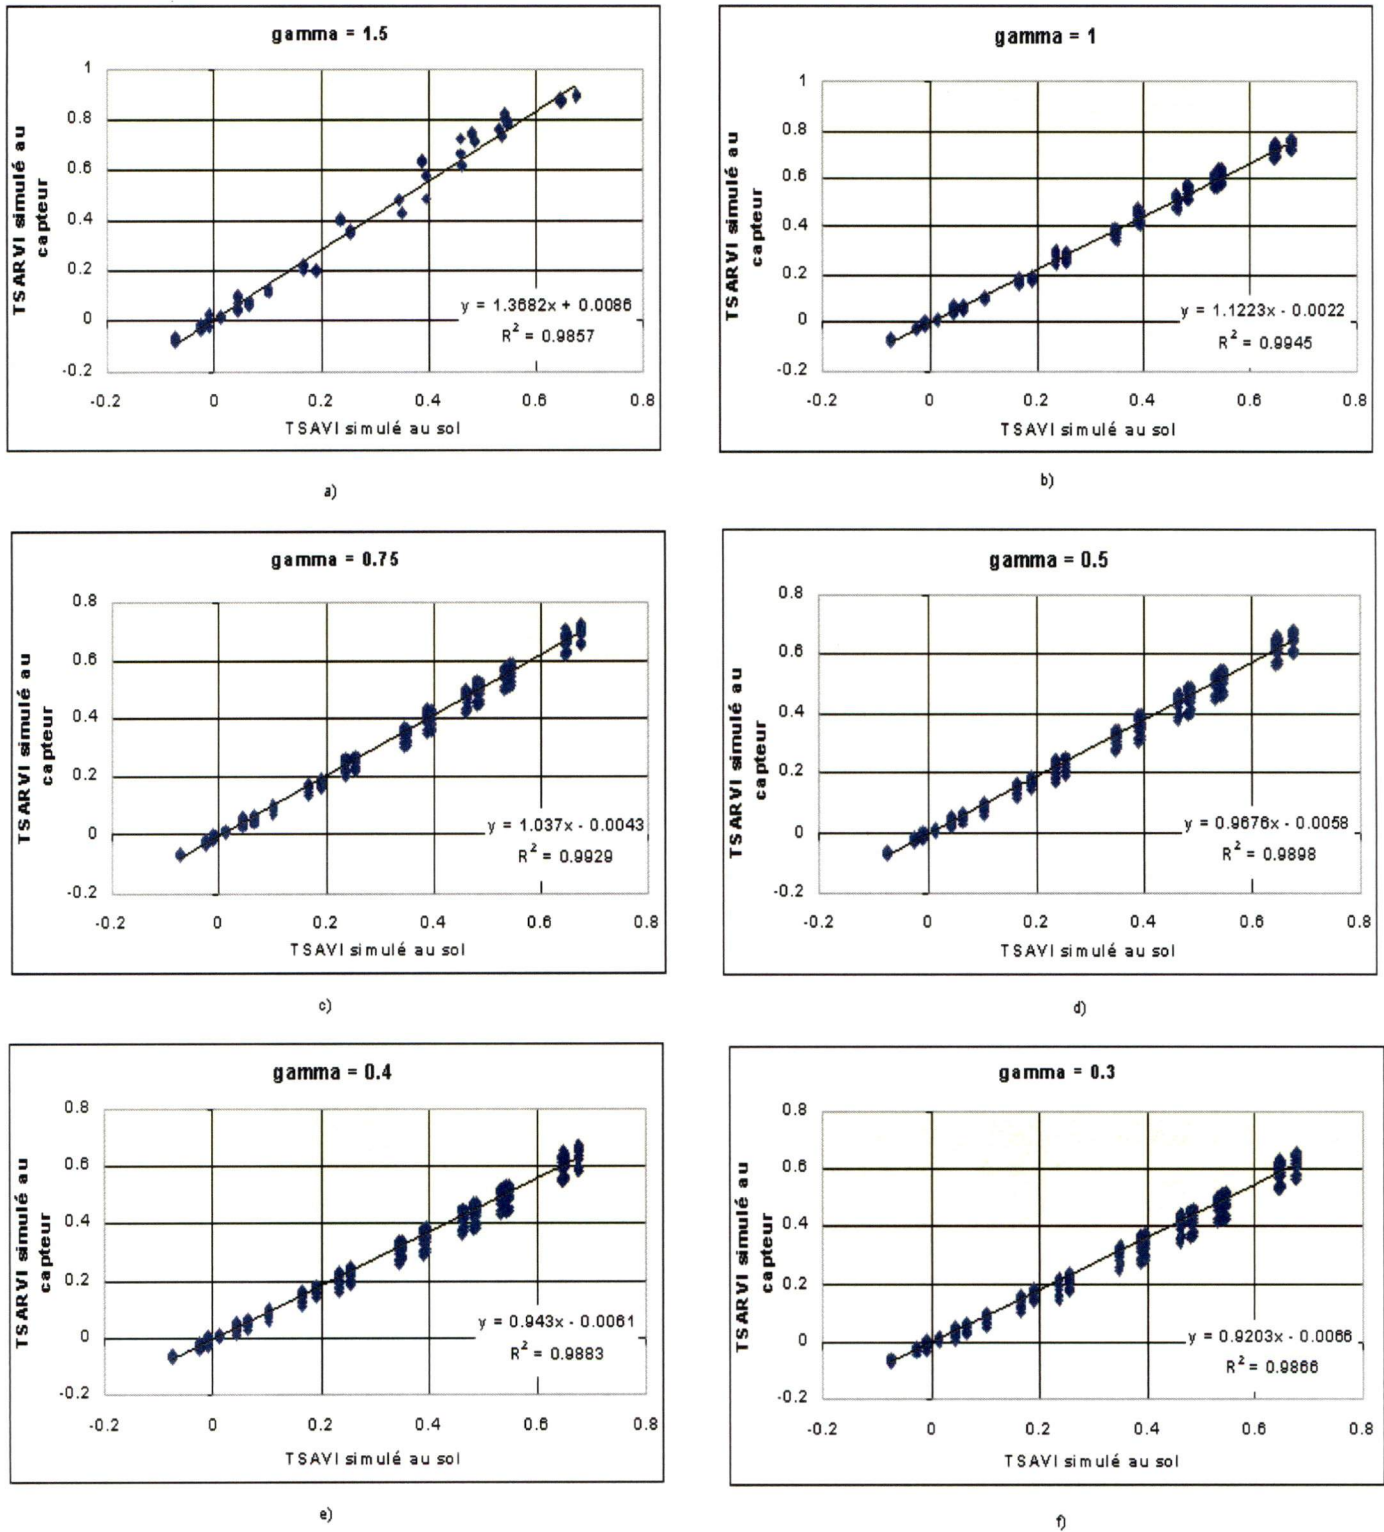 gamma = 1.5
1
0.8
0.6
0.4
0.2
0
-0.2
TSARVI simulé au
capteur
y = 1.3682x + 0.0086
R² = 0.9857
-0.2 0 0.2 0.4 0.6 0.8
TSAVI simulé au sol
a)
gamma = 1
1
0.8
0.6
0.4
0.2
0
-0.2
TSARVI simulé au
capteur
y = 1.1223x - 0.0022
R² = 0.9945
-0.2 0 0.2 0.4 0.6 0.8
TSAVI simulé au sol
b)
gamma = 0.75
0.8
0.6
0.4
0.2
0
-0.2
TSARVI simulé au
capteur
y = 1.037x - 0.0043
R² = 0.9929
-0.2 0 0.2 0.4 0.6 0.8
TSAVI simulé au sol
c)
gamma = 0.5
0.8
0.6
0.4
0.2
0
-0.2
TSARVI simulé au
capteur
y = 0.9676x - 0.0058
R² = 0.9898
-0.2 0 0.2 0.4 0.6 0.8
TSAVI simulé au sol
d)
gamma = 0.4
0.8
0.6
0.4
0.2
0
-0.2
TSARVI simulé au
capteur
y = 0.943x - 0.0061
R² = 0.9883
-0.2 0 0.2 0.4 0.6 0.8
TSAVI simulé au sol
e)
gamma = 0.3
0.8
0.6
0.4
0.2
0
-0.2
TSARVI simulé au
capteur
y = 0.9203x - 0.0066
R² = 0.9866
-0.2 0 0.2 0.4 0.6 0.8
TSAVI simulé au sol
f)